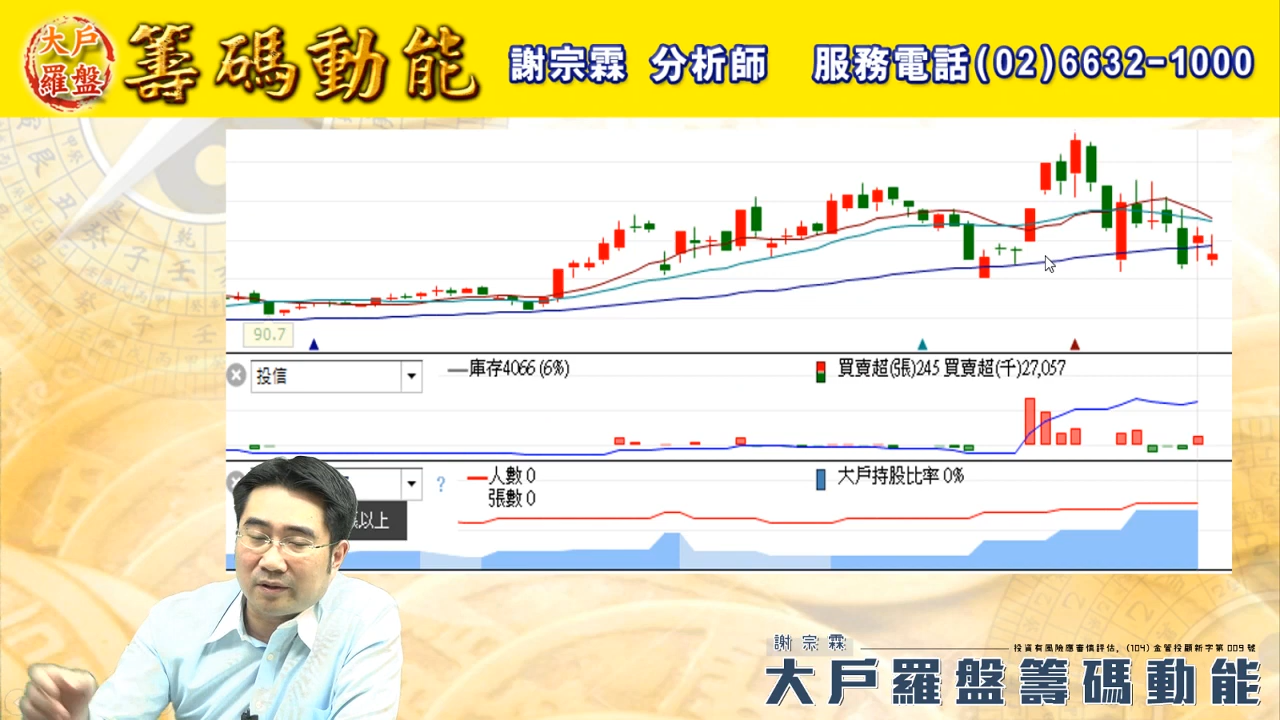 大戶
羅盤
籌碼動能
謝宗霖 分析師 服務電話(02)6632-1000
90.7
投信
庫存4066 (6%)
買賣超(張)245 買賣超(千)27,057
人數 0
張數 0
大戶持股比率 0%
?
以上
謝宗霖
投資有風險應審慎評估。(104)金管投顧新字第 009 號
大戶羅盤籌碼動能